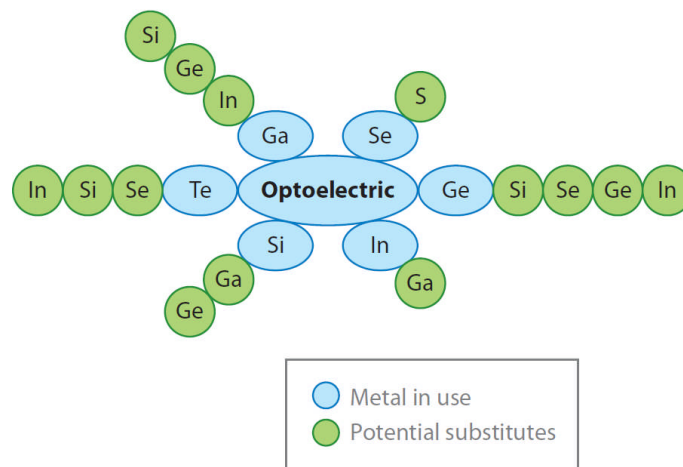 Si
Ge
In
S
Ga
Se
In Si Se Te Optoelectric Ge Si Se Ge In
Si
In
Ga
Ga
Ge
Metal in use
Potential substitutes